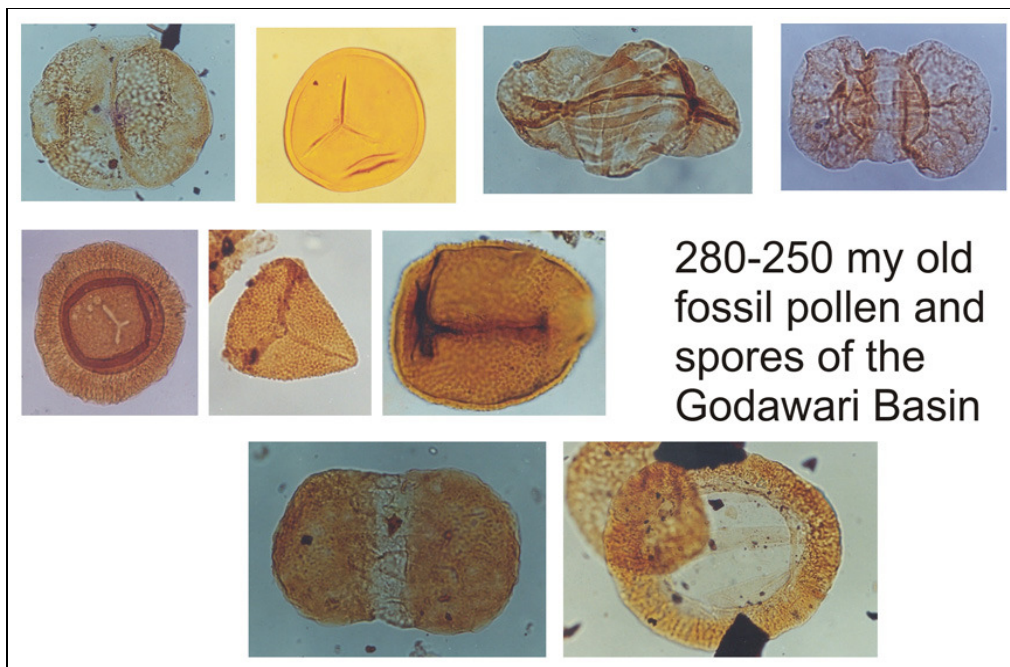 280-250 my old
fossil pollen and
spores of the
Godawari Basin